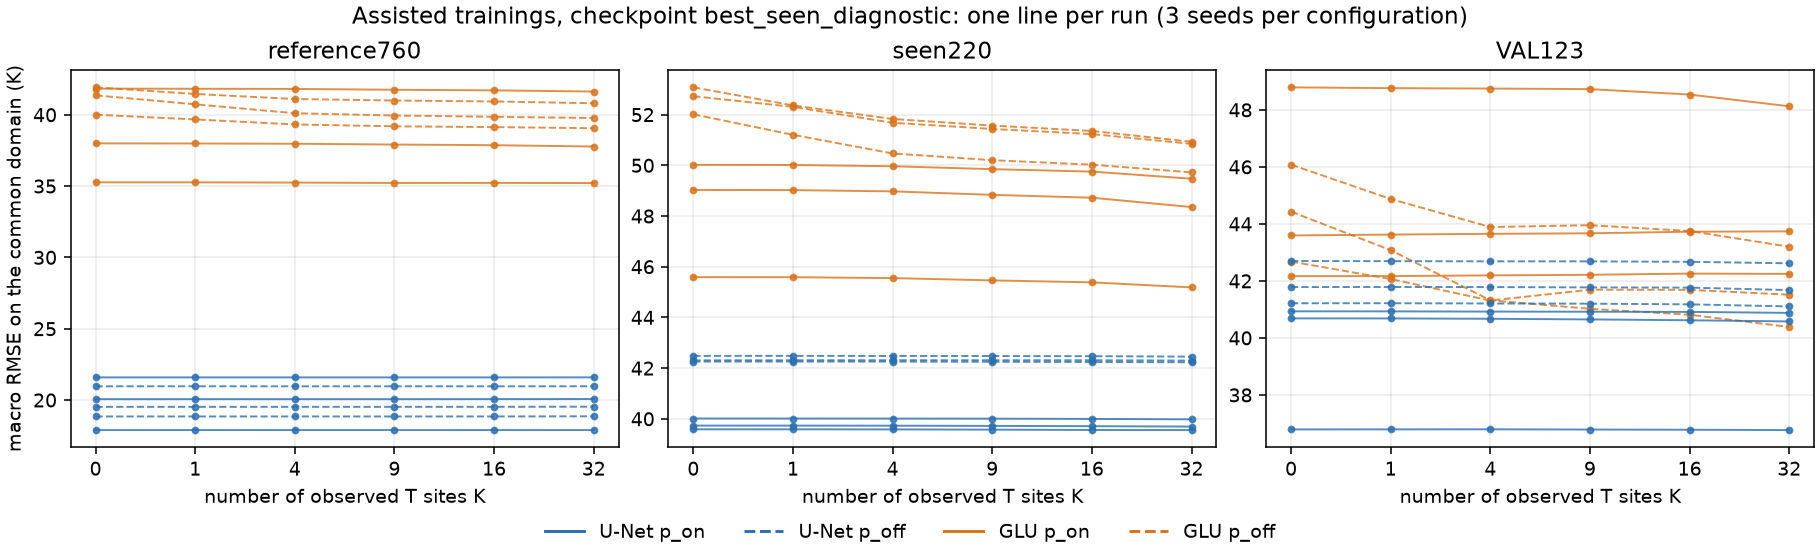 Assisted trainings, checkpoint best_seen_diagnostic: one line per run (3 seeds per configuration)
reference760
seen220
VAL123
macro RMSE on the common domain (K)
40
35
30
25
20
0 1 4 9 16 32
number of observed T sites K
52
50
48
46
44
42
40
0 1 4 9 16 32
number of observed T sites K
48
46
44
42
40
38
0 1 4 9 16 32
number of observed T sites K
U-Net p_on U-Net p_off GLU p_on GLU p_off